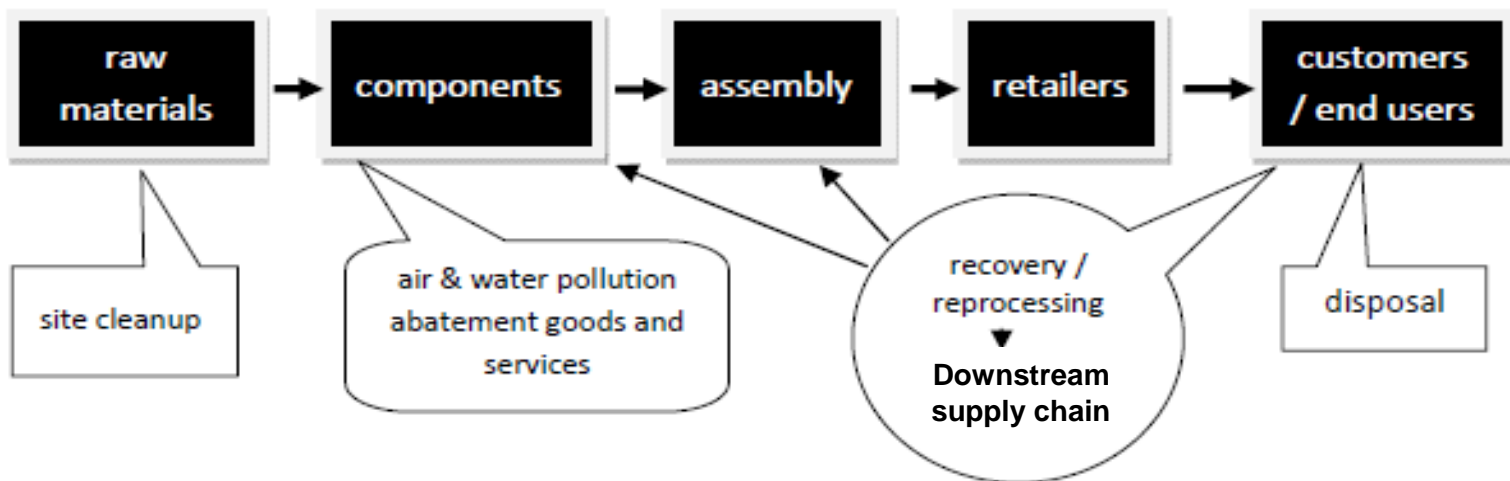 raw
materials
components
assembly
retailers
customers
/ end users
site cleanup
air & water pollution
abatement goods and
services
recovery /
reprocessing
Downstream
supply chain
disposal